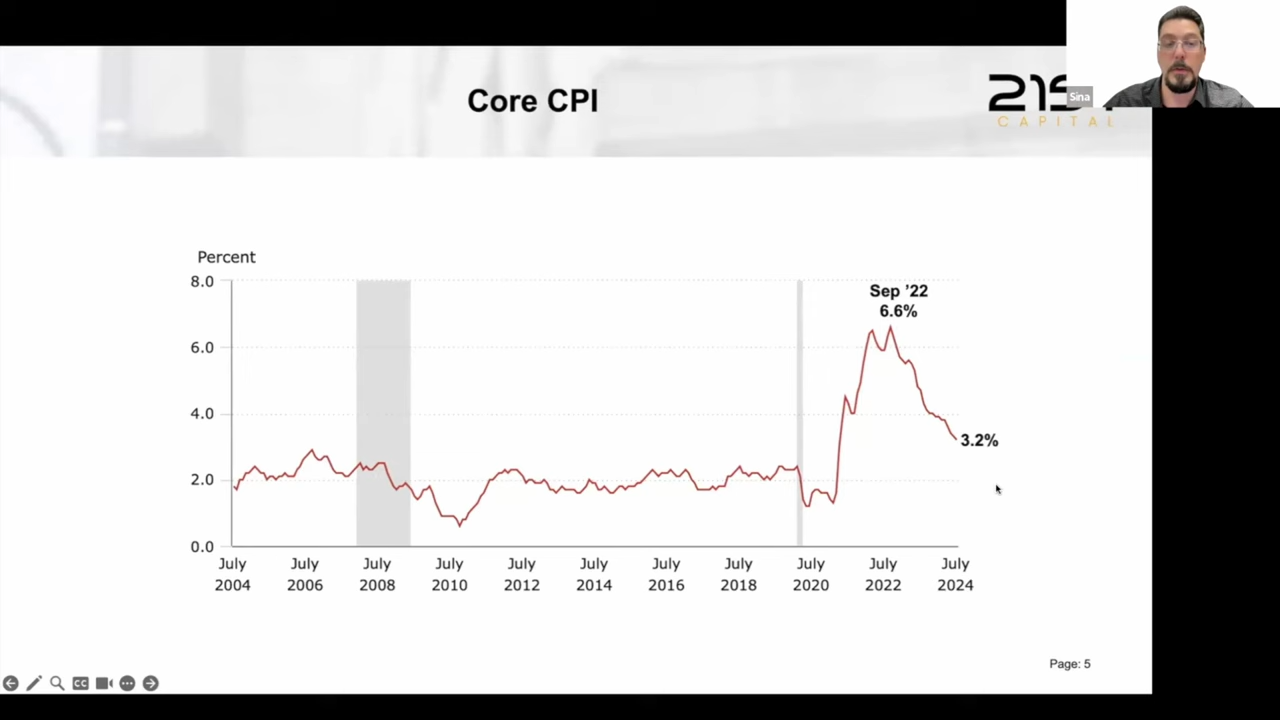 Core CPI
CAPITAL
Sina
Percent
8.0
6.0
4.0
2.0
0.0
Sep ’22
6.6%
3.2%
July July July July July July July July July July July
2004 2006 2008 2010 2012 2014 2016 2018 2020 2022 2024
Page: 5
CC